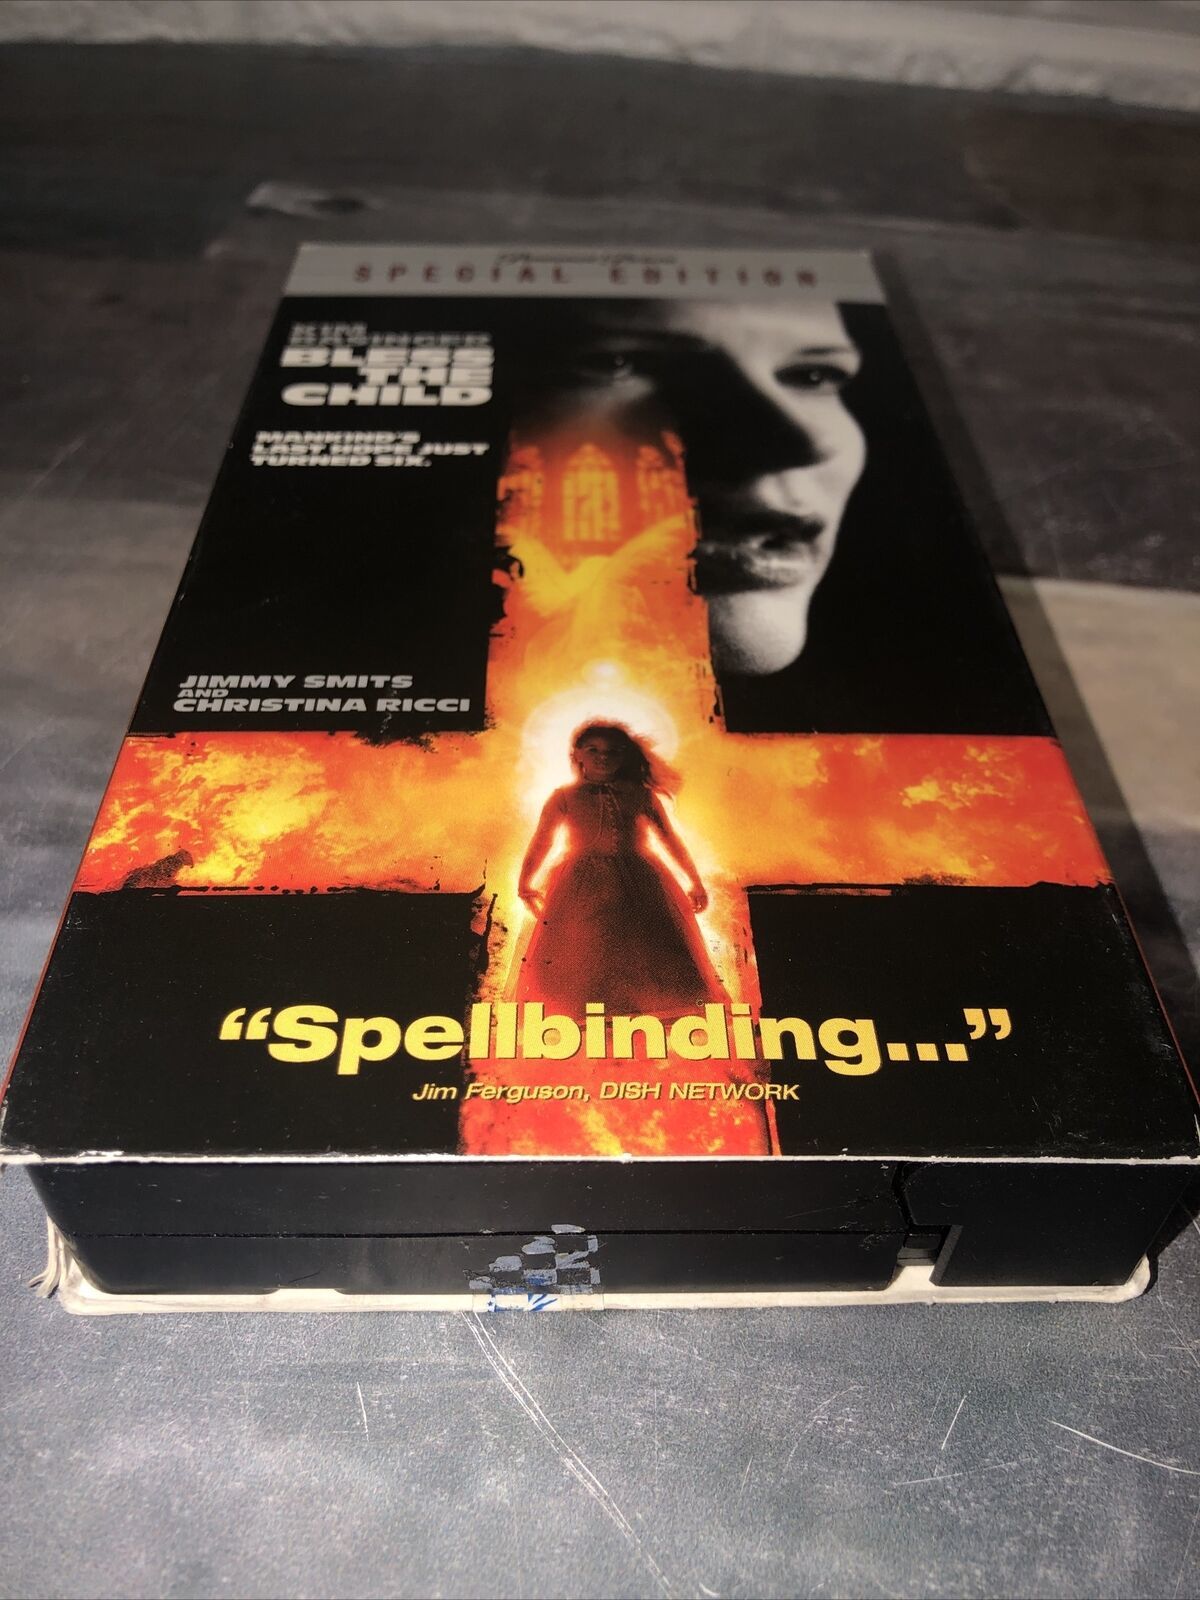 SPECIAL EDITION
KIM
BASINGER
BLESS
THE
CHILD
MANKIND'S
LAST HOPE JUST
TURNED SIX.
JIMMY SMITS
AND
CHRISTINA RICCI
“Spellbinding...”
Jim Ferguson, DISH NETWORK